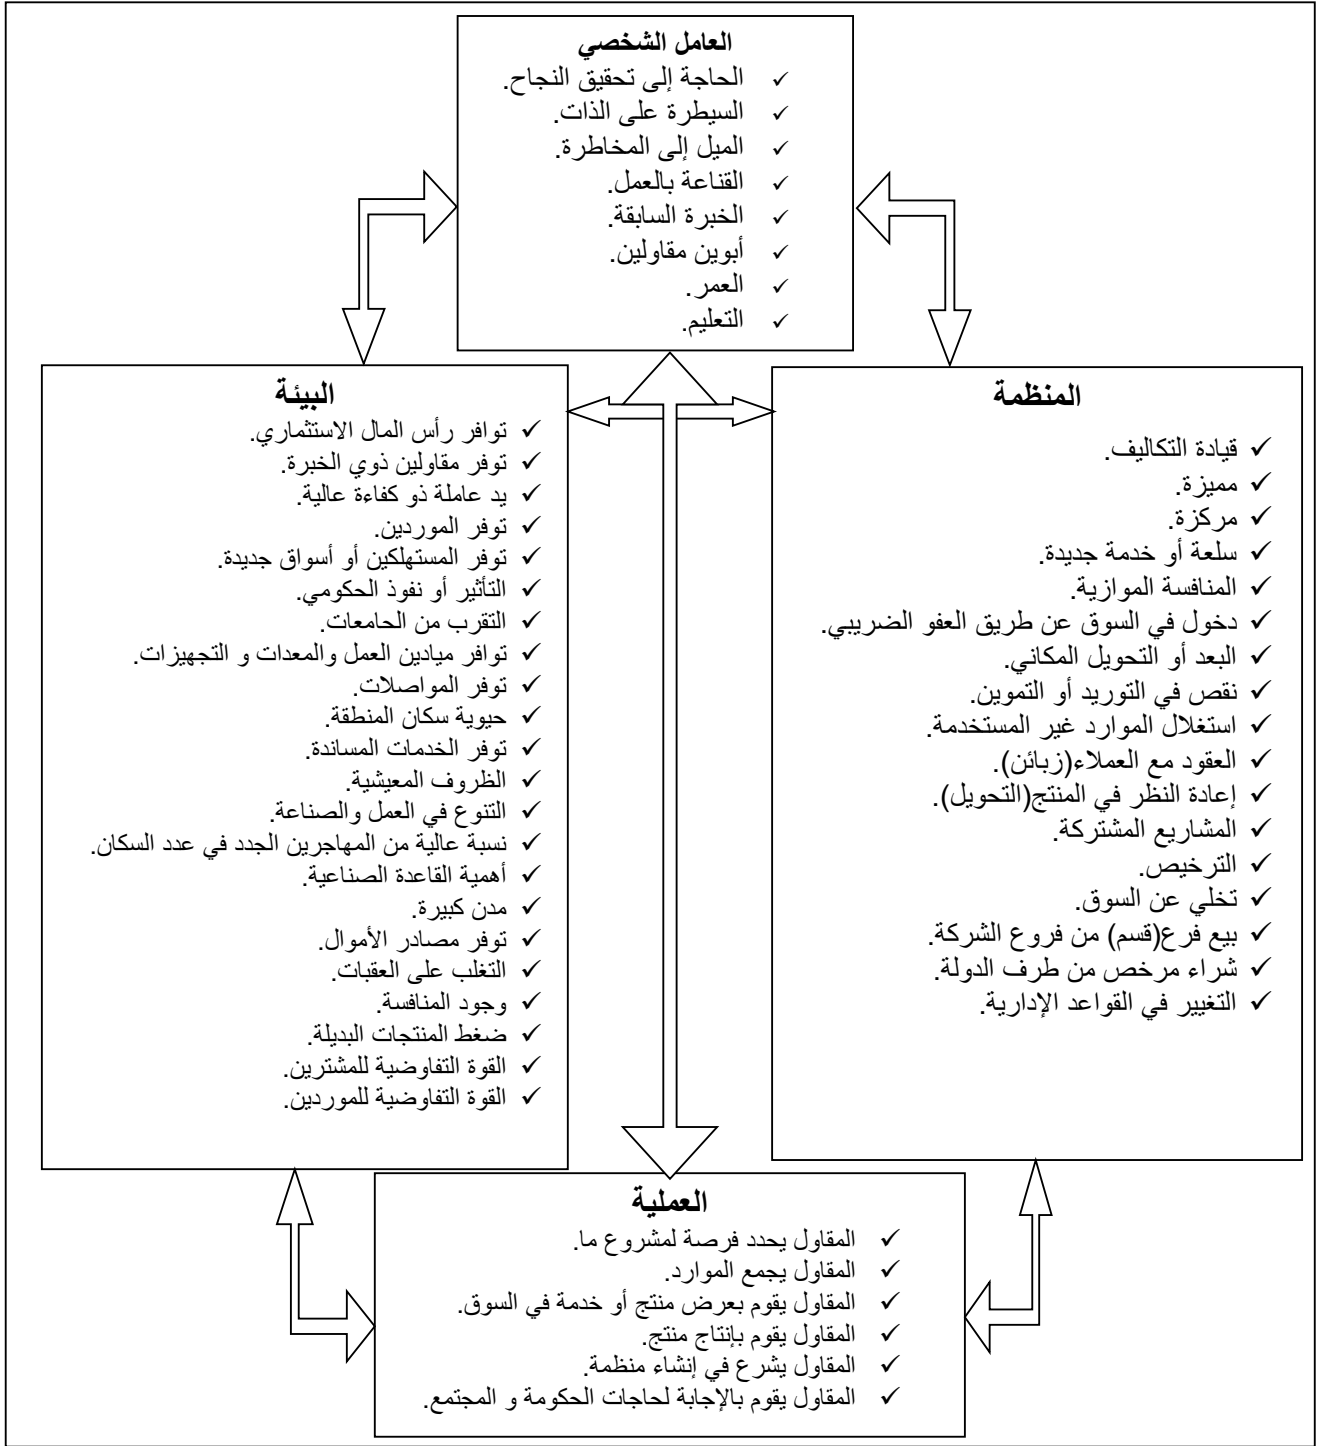 العامل الشخصي
✓ الحاجة إلى تحقيق النجاح.
✓ السيطرة على الذات.
✓ الميل إلى المخاطرة.
✓ القناعة بالعمل.
✓ الخبرة السابقة.
✓ أبوين مقاولين.
✓ العمر.
✓ التعليم.
المنظمة
✓ قيادة التكاليف.
✓ مميزة.
✓ مركزة.
✓ سلعة أو خدمة جديدة.
✓ المنافسة الموازية.
✓ دخول في السوق عن طريق العفو الضريبي.
✓ البعد أو التحويل المكاني.
✓ نقص في التوريد أو التموين.
✓ استغلال الموارد غير المستخدمة.
✓ العقود مع العملاء(زبائن).
✓ إعادة النظر في المنتج(التحويل).
✓ المشاريع المشتركة.
✓ الترخيص.
✓ تخلي عن السوق.
✓ بيع فرع(قسم) من فروع الشركة.
✓ شراء مرخص من طرف الدولة.
✓ التغيير في القواعد الإدارية.
البيئة
✓ توافر رأس المال الاستثماري.
✓ توفر مقاولين ذوي الخبرة.
✓ يد عاملة ذو كفاءة عالية.
✓ توفر الموردين.
✓ توفر المستهلكين أو أسواق جديدة.
✓ التأثير أو نفوذ الحكومي.
✓ التقرب من الحامعات.
✓ توافر ميادين العمل والمعدات و التجهيزات.
✓ توفر المواصلات.
✓ حيوية سكان المنطقة.
✓ توفر الخدمات المساندة.
✓ الظروف المعيشية.
✓ التنوع في العمل والصناعة.
✓ نسبة عالية من المهاجرين الجدد في عدد السكان.
✓ أهمية القاعدة الصناعية.
✓ مدن كبيرة.
✓ توفر مصادر الأموال.
✓ التغلب على العقبات.
✓ وجود المنافسة.
✓ ضغط المنتجات البديلة.
✓ القوة التفاوضية للمشترين.
✓ القوة التفاوضية للموردين.
العملية
✓ المقاول يحدد فرصة لمشروع ما.
✓ المقاول يجمع الموارد.
✓ المقاول يقوم بعرض منتج أو خدمة في السوق.
✓ المقاول يقوم بإنتاج منتج.
✓ المقاول يشرع في إنشاء منظمة.
✓ المقاول يقوم بالإجابة لحاجات الحكومة و المجتمع.